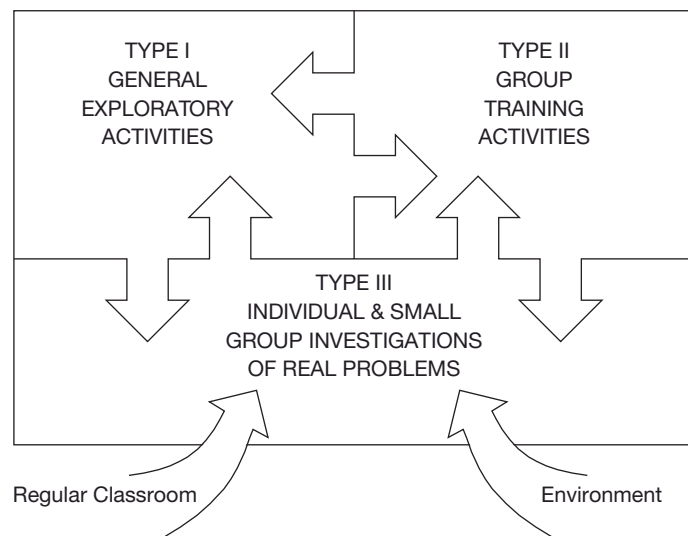 TYPE I
GENERAL
EXPLORATORY
ACTIVITIES
TYPE II
GROUP
TRAINING
ACTIVITIES
TYPE III
INDIVIDUAL & SMALL
GROUP INVESTIGATIONS
OF REAL PROBLEMS
Regular Classroom
Environment